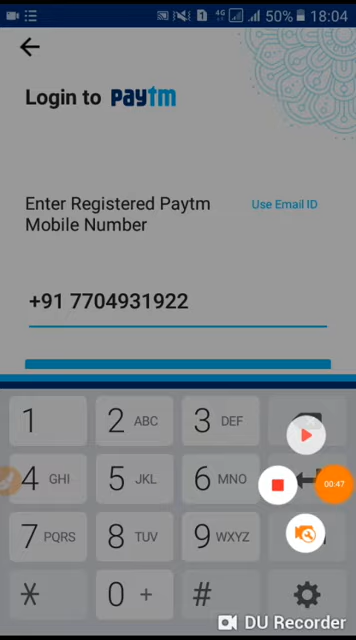 4G 1 50% 18:04
Login to paytm
Enter Registered Paytm Use Email ID
Mobile Number
+91 7704931922
1 2 ABC 3 DEF
4 GHI 5 JKL 6 MNO 00:47
7 PQRS 8 TUV 9 WXYZ
* 0 + #
DU Recorder